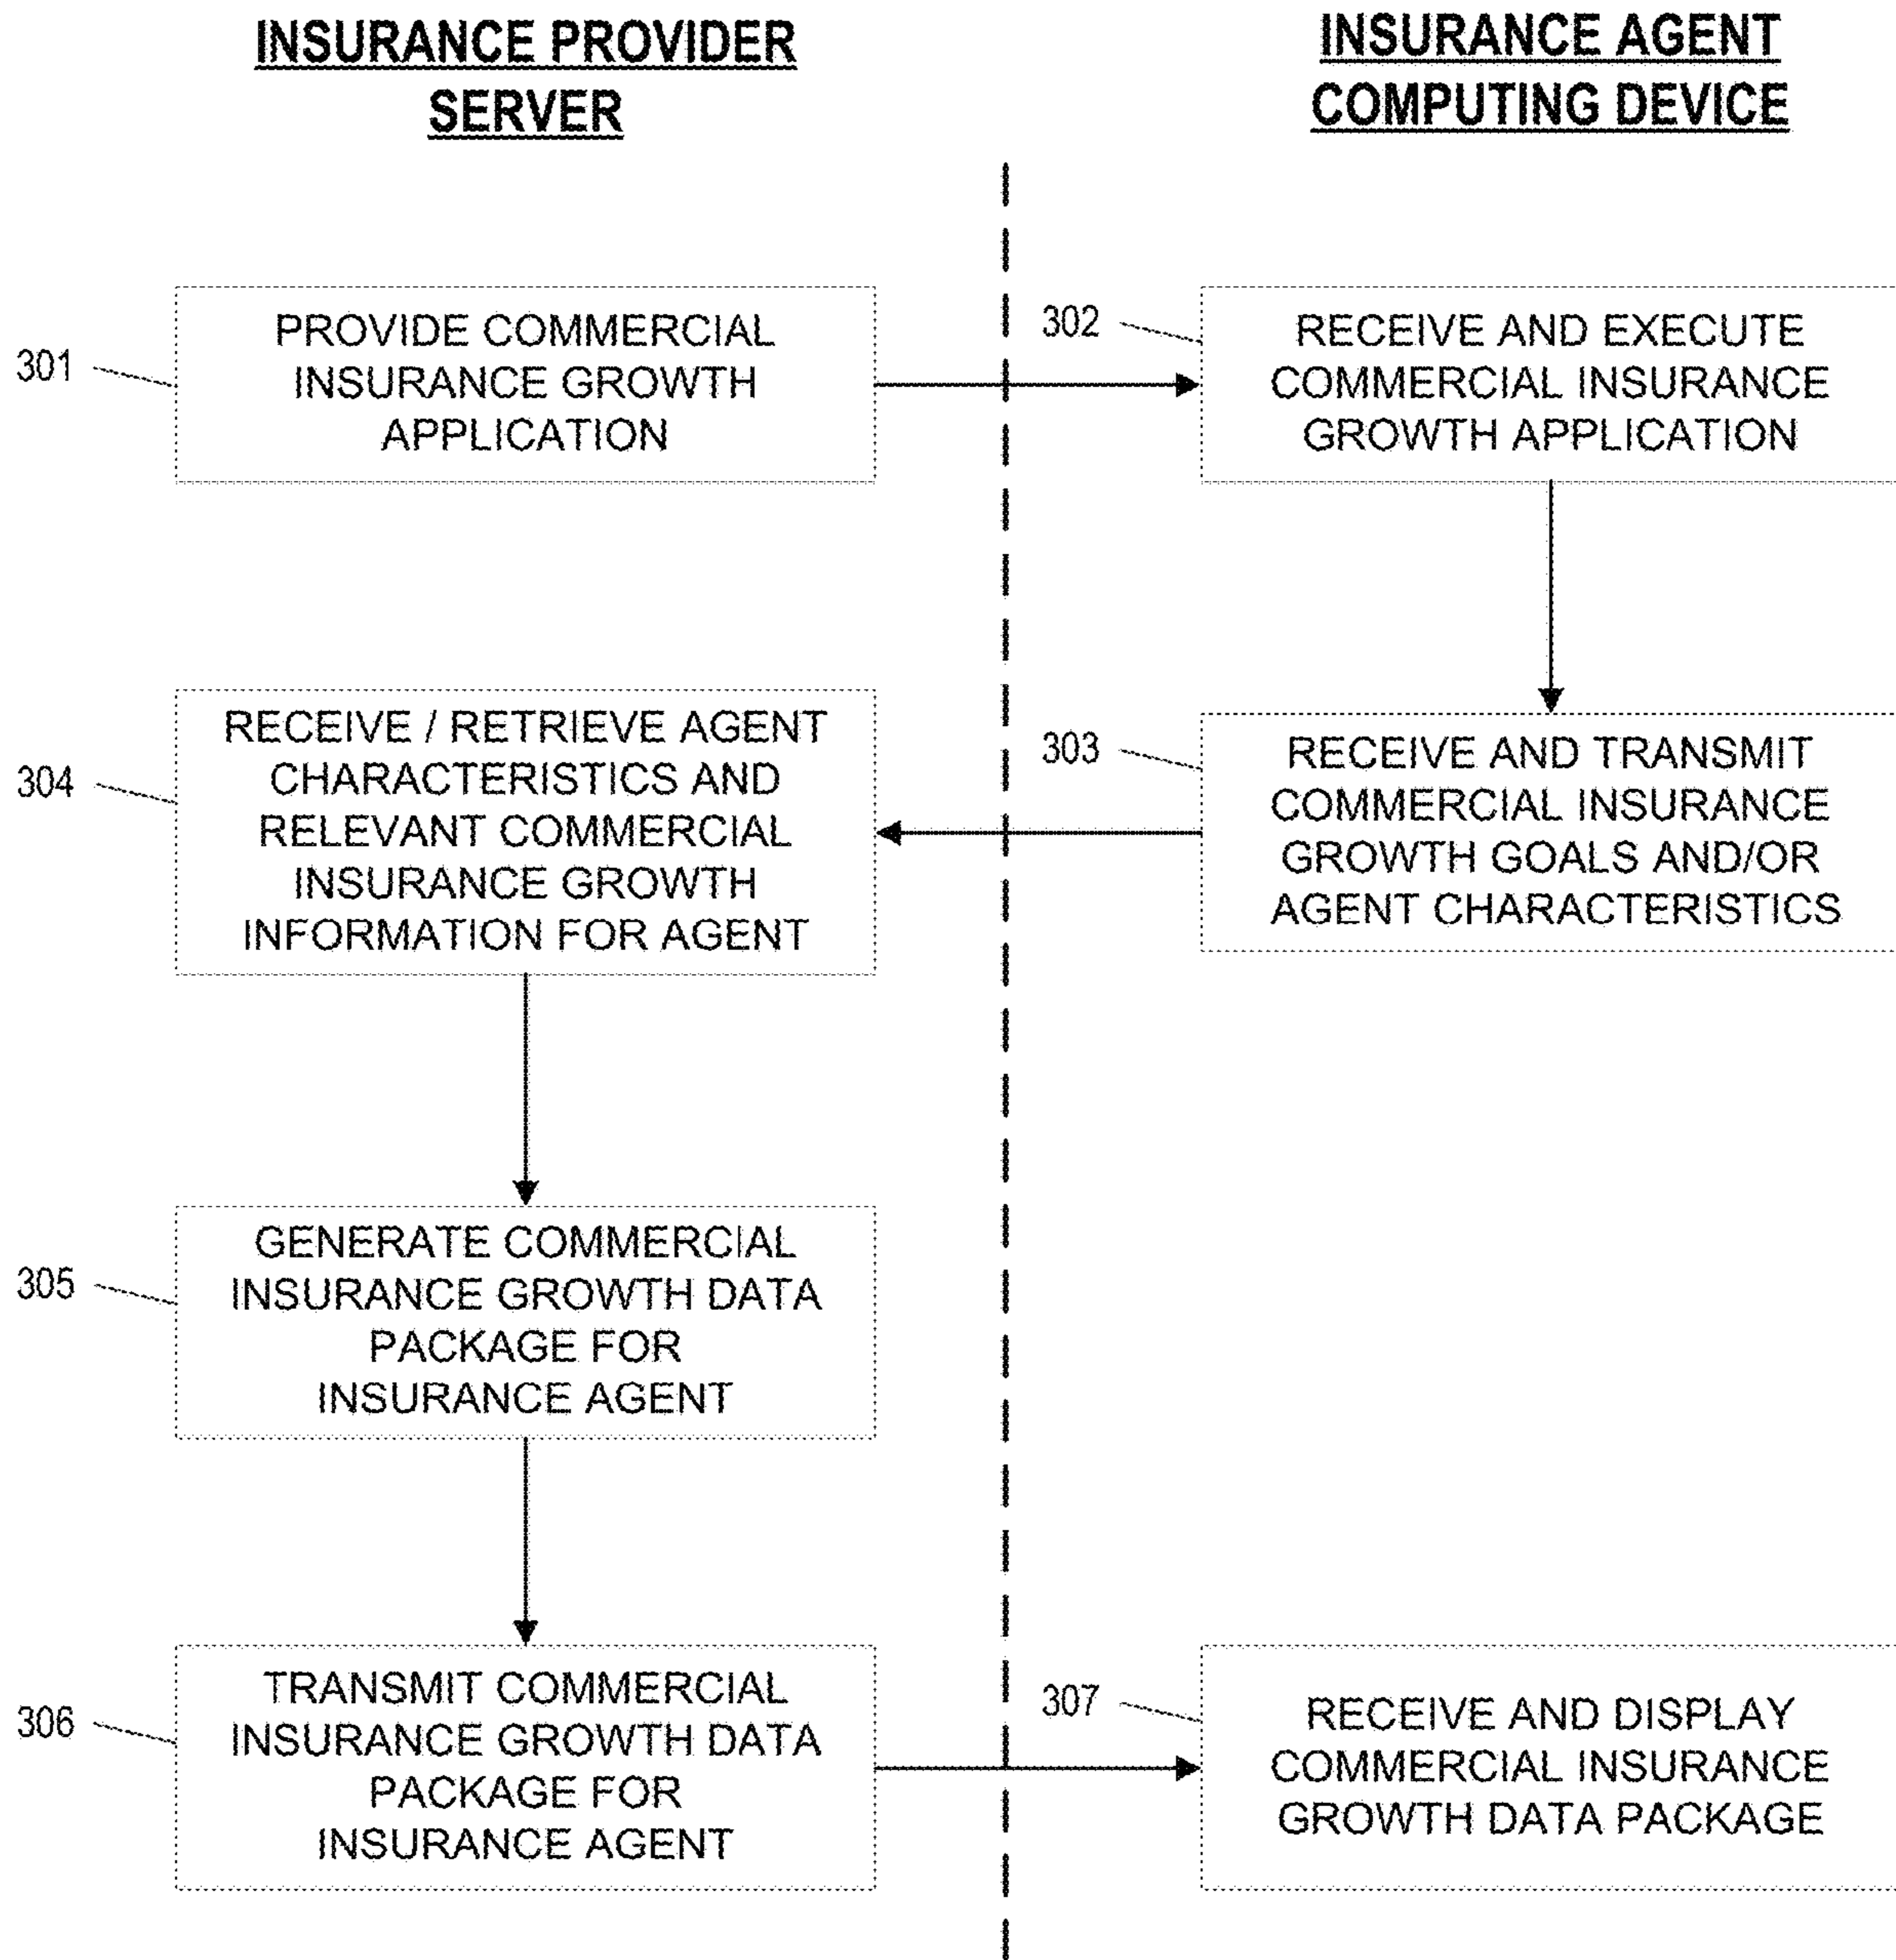 INSURANCE PROVIDER
SERVER
INSURANCE AGENT
COMPUTING DEVICE
301
PROVIDE COMMERCIAL
INSURANCE GROWTH
APPLICATION
302
RECEIVE AND EXECUTE
COMMERCIAL INSURANCE
GROWTH APPLICATION
303
RECEIVE AND TRANSMIT
COMMERCIAL INSURANCE
GROWTH GOALS AND/OR
AGENT CHARACTERISTICS
304
RECEIVE / RETRIEVE AGENT
CHARACTERISTICS AND
RELEVANT COMMERCIAL
INSURANCE GROWTH
INFORMATION FOR AGENT
305
GENERATE COMMERCIAL
INSURANCE GROWTH DATA
PACKAGE FOR
INSURANCE AGENT
306
TRANSMIT COMMERCIAL
INSURANCE GROWTH DATA
PACKAGE FOR
INSURANCE AGENT
307
RECEIVE AND DISPLAY
COMMERCIAL INSURANCE
GROWTH DATA PACKAGE